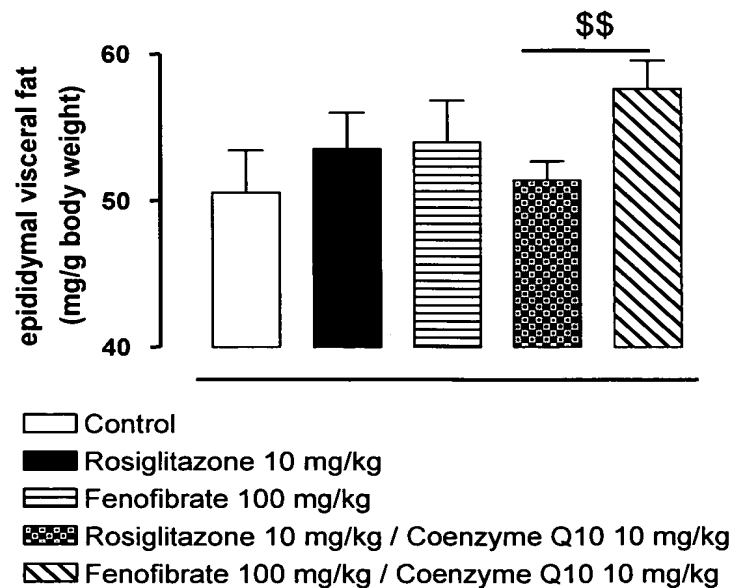 $$
60
50
40
epididymal visceral fat
(mg/g body weight)
Control
Rosiglitazone 10 mg/kg
Fenofibrate 100 mg/kg
Rosiglitazone 10 mg/kg / Coenzyme Q10 10 mg/kg
Fenofibrate 100 mg/kg / Coenzyme Q10 10 mg/kg